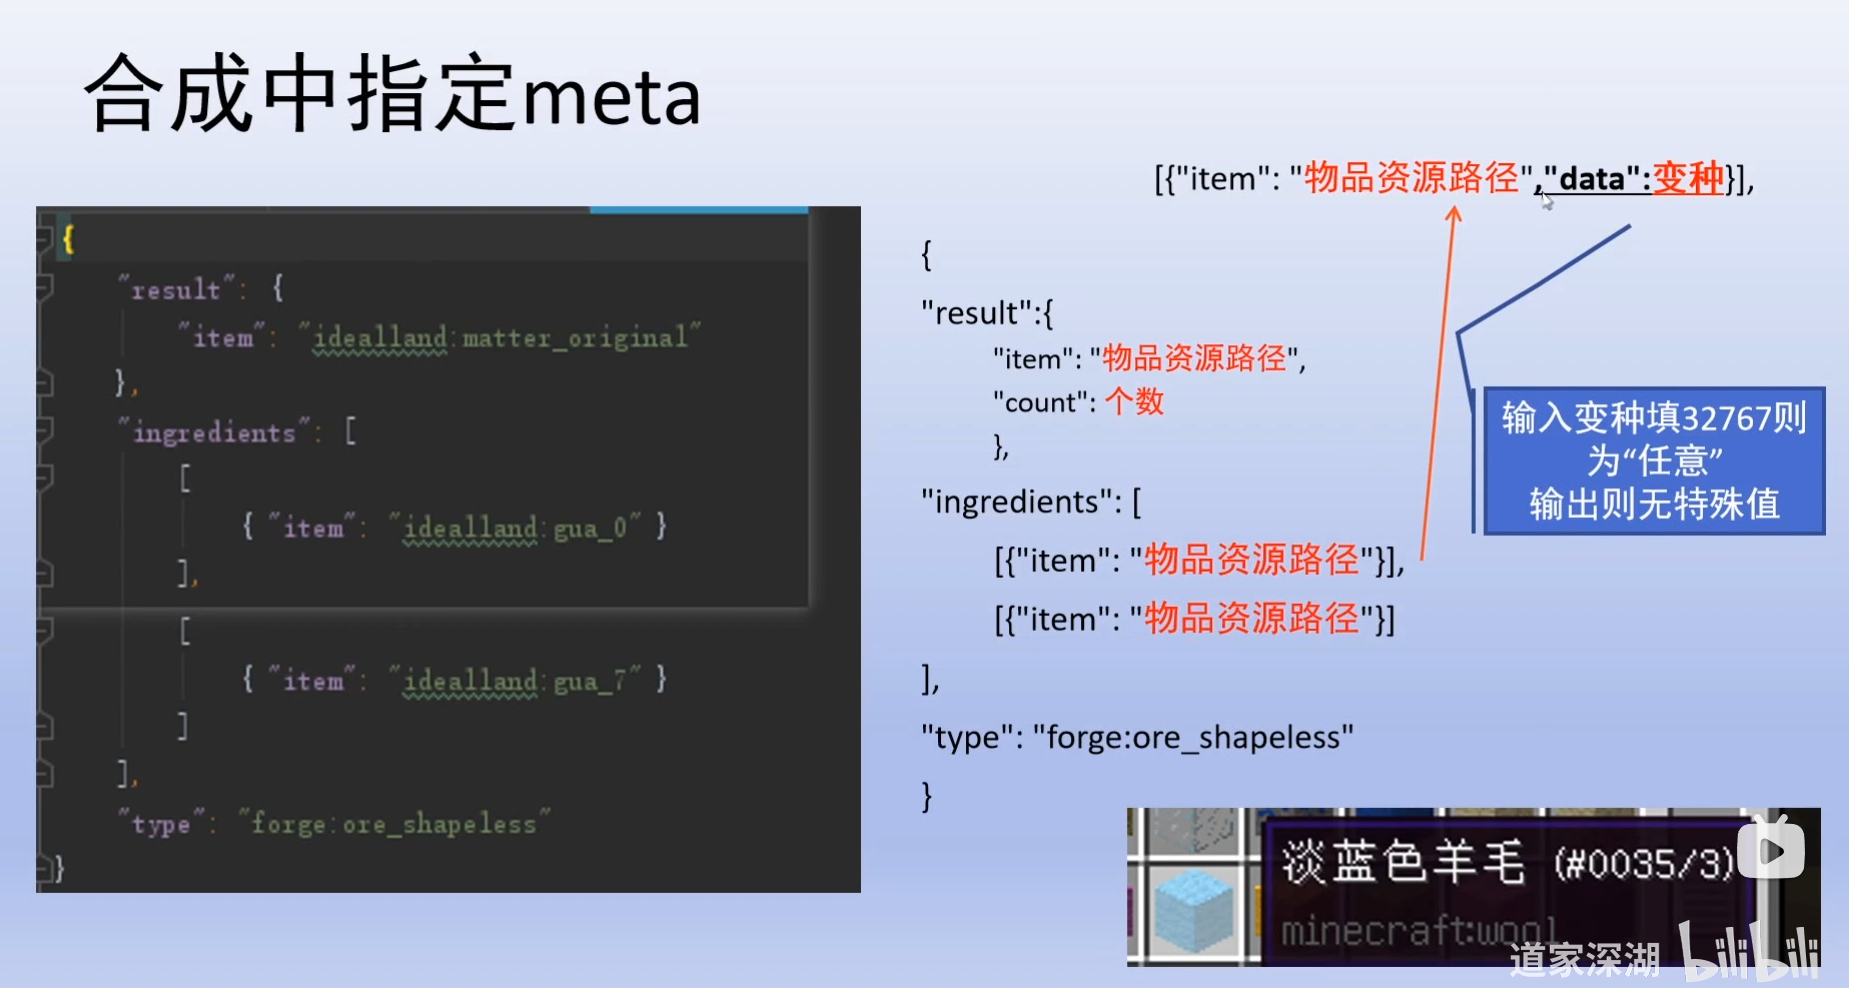 合成中指定meta
{
"result": {
"item": "idealland:matter_original"
},
"ingredients": [
[
{ "item": "idealland:gua_0" }
],
[
{ "item": "idealland:gua_7" }
]
],
"type": "forge:ore_shapeless"
}
[{"item": "物品资源路径","data":变种}],
{
"result":{
"item": "物品资源路径",
"count": 个数
},
"ingredients": [
[{"item": "物品资源路径"}],
[{"item": "物品资源路径"}]
],
"type": "forge:ore_shapeless"
}
输入变种填32767则
为“任意”
输出则无特殊值
淡蓝色羊毛 (#0035/3)
minecraft:wool
道家深湖 bilibili